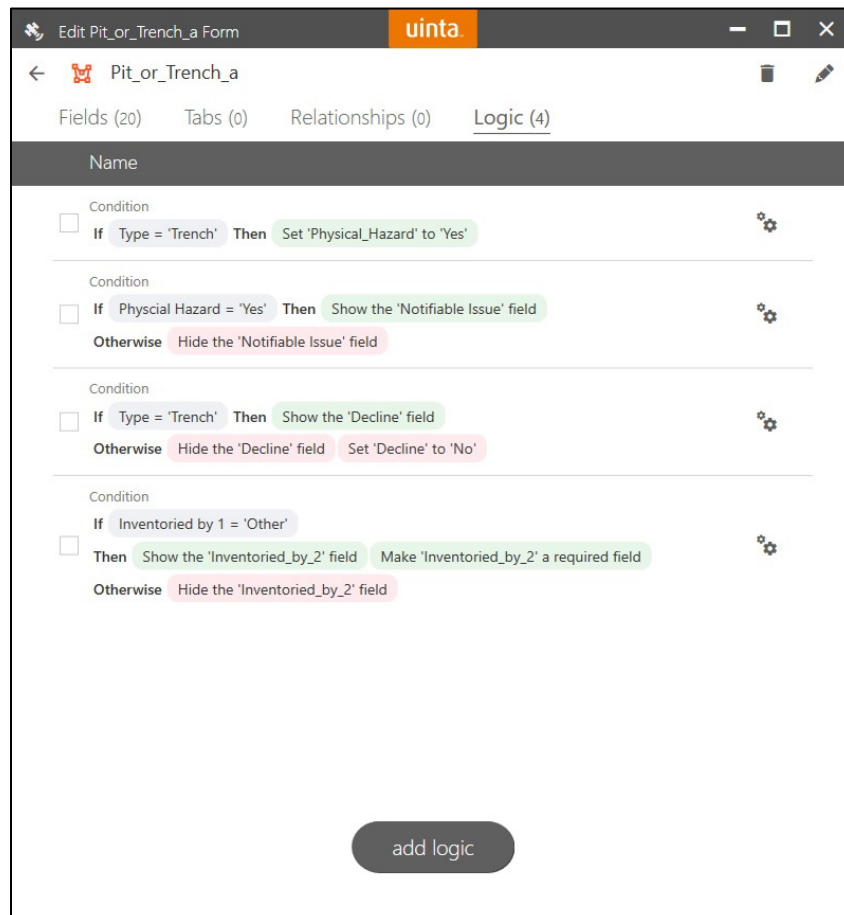 Edit Pit_or_Trench_a Form uinta.
Pit_or_Trench_a
Fields (20) Tabs (0) Relationships (0) Logic (4)
Name
Condition
If Type = 'Trench' Then Set 'Physical_Hazard' to 'Yes'
Condition
If Physcial Hazard = 'Yes' Then Show the 'Notifiable Issue' field
Otherwise Hide the 'Notifiable Issue' field
Condition
If Type = 'Trench' Then Show the 'Decline' field
Otherwise Hide the 'Decline' field Set 'Decline' to 'No'
Condition
If Inventoried by 1 = 'Other'
Then Show the 'Inventoried_by_2' field Make 'Inventoried_by_2' a required field
Otherwise Hide the 'Inventoried_by_2' field
add logic